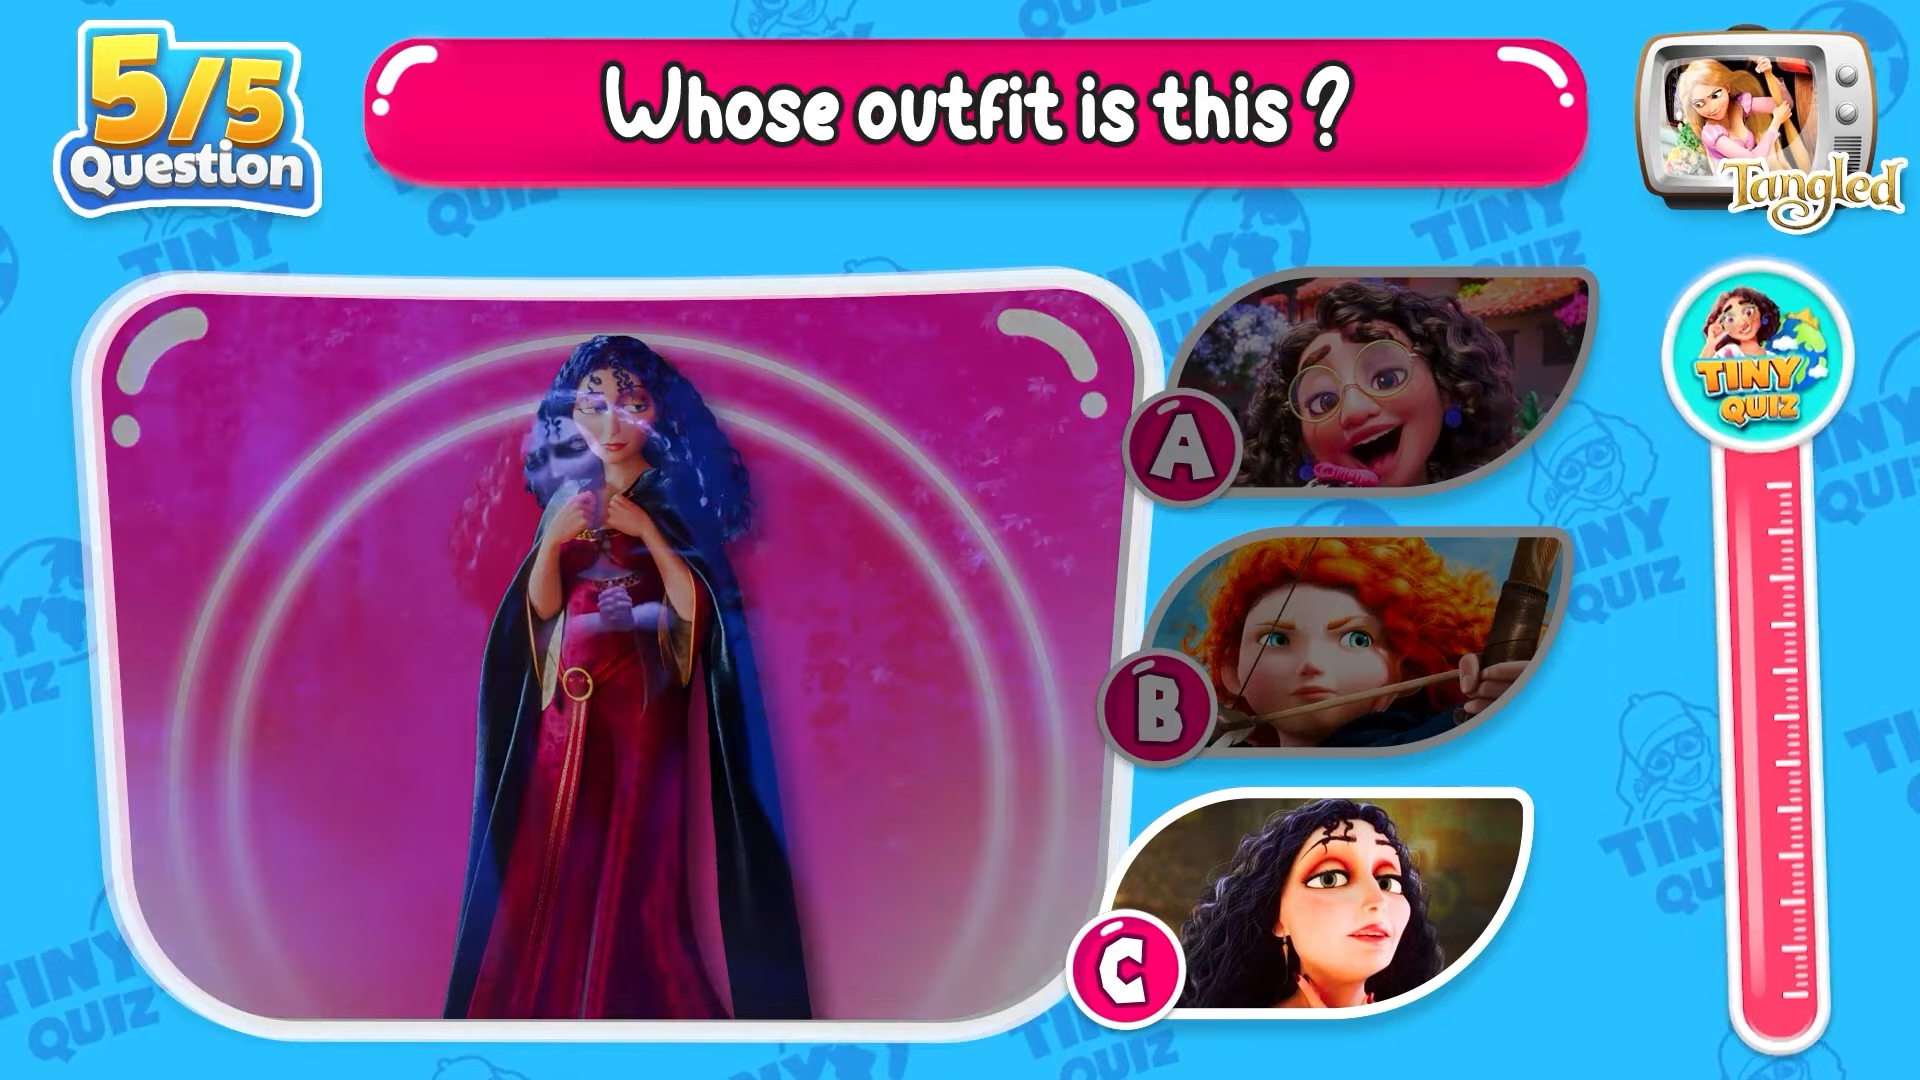 5/5
Question
Whose outfit is this?
Tangled
TINY
QUIZ
A
B
C